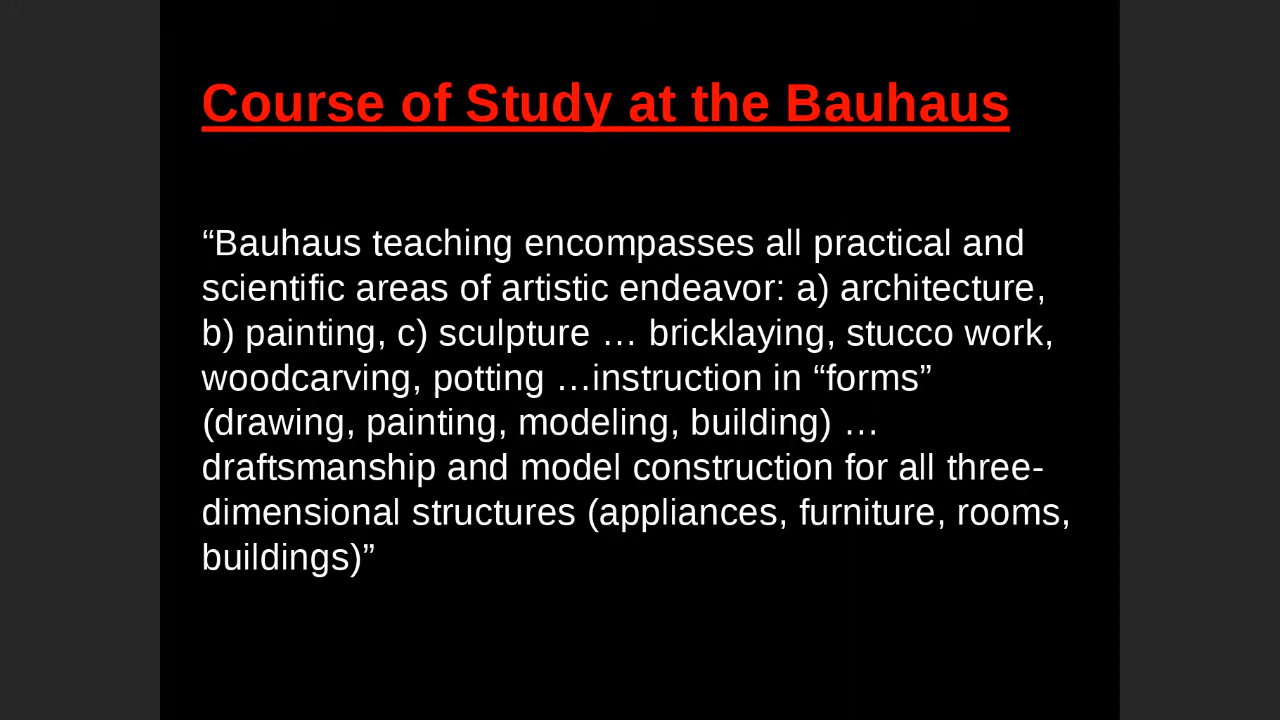 Course of Study at the Bauhaus
“Bauhaus teaching encompasses all practical and
scientific areas of artistic endeavor: a) architecture,
b) painting, c) sculpture … bricklaying, stucco work,
woodcarving, potting …instruction in “forms”
(drawing, painting, modeling, building) …
draftsmanship and model construction for all three-
dimensional structures (appliances, furniture, rooms,
buildings)”